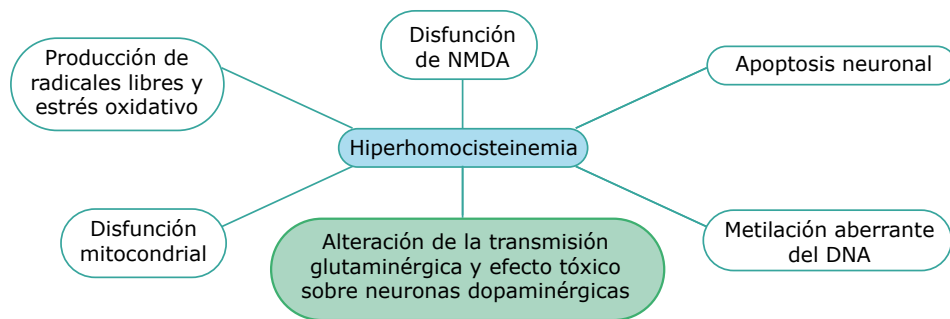 Producción de
radicales libres y
estrés oxidativo
Disfunción
de NMDA
Apoptosis neuronal
Hiperhomocisteinemia
Disfunción
mitocondrial
Alteración de la transmisión
glutaminérgica y efecto tóxico
sobre neuronas dopaminérgicas
Metilación aberrante
del DNA